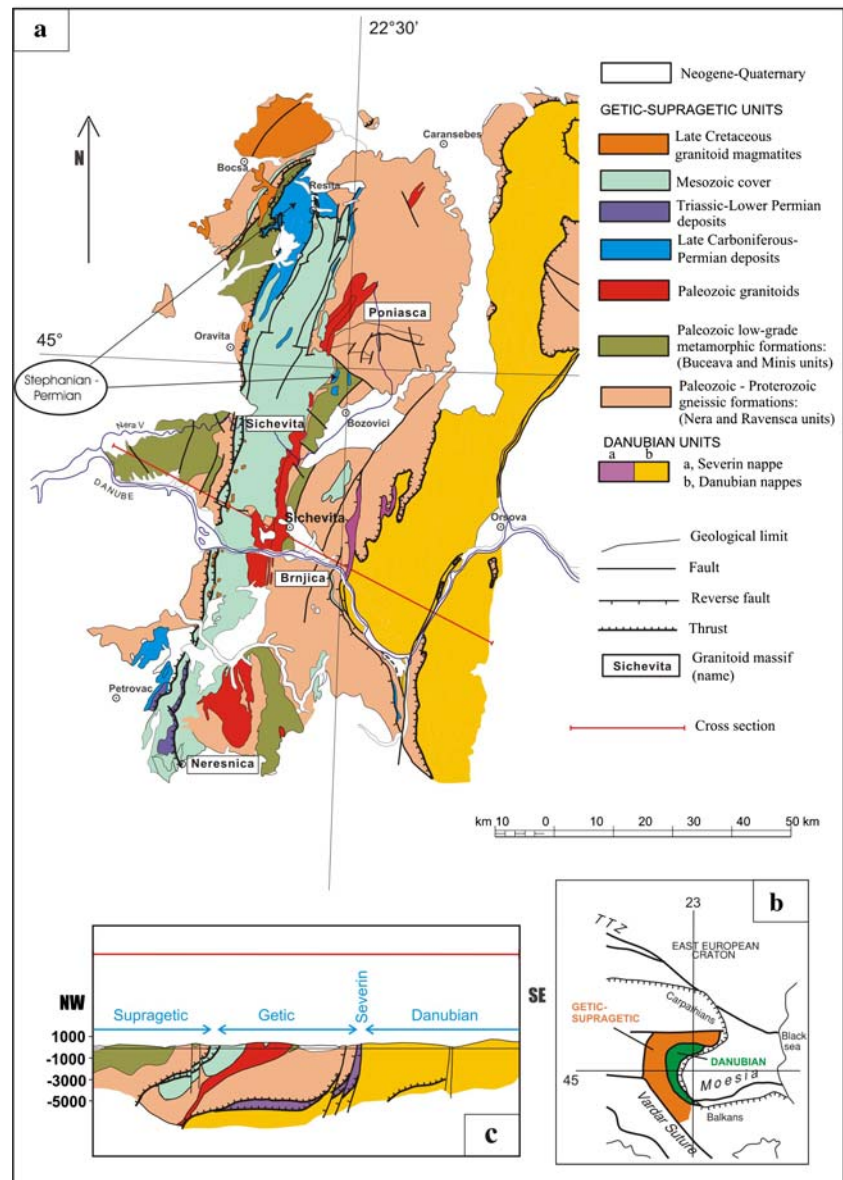 a
22°30’
N
Caransebes
Bocsa
Resita
Poniasca
Oravita
45°
Stephanian -
Permian
Sichevita
Bozovici
Nera V
DANUBE
Sichevita
Orsova
Brnjica
Petrovac
Neresnica
Neogene-Quaternary
GETIC-SUPRAGETIC UNITS
Late Cretaceous
granitoid magmatites
Mesozoic cover
Triassic-Lower Permian
deposits
Late Carboniferous-
Permian deposits
Paleozoic granitoids
Paleozoic low-grade
metamorphic formations:
(Buceava and Minis units)
Paleozoic - Proterozoic
gneissic formations:
(Nera and Ravensca units)
DANUBIAN UNITS
a b
a, Severin nappe
b, Danubian nappes
Geological limit
Fault
Reverse fault
Thrust
Sichevita
Granitoid massif
(name)
Cross section
km 10 0 10 20 30 40 50 km
b
23
TTZ
EAST EUROPEAN
CRATON
Carpathians
GETIC-
SUPRAGETIC
DANUBIAN
Black
sea
45
Moesia
Balkans
Vardar Suture
NW
SE
Supragetic
Getic
Severin
Danubian
1000
-1000
-3000
-5000
c